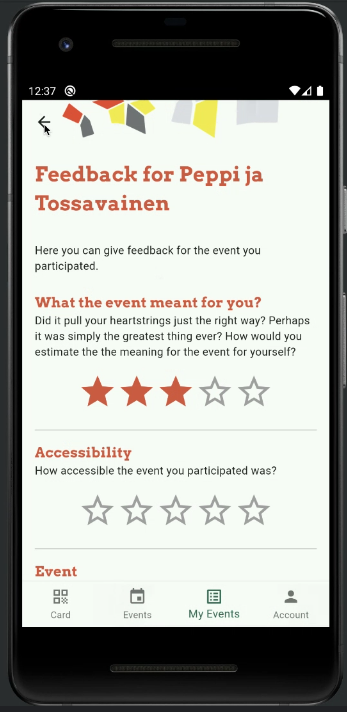 12:37
Feedback for Peppi ja
Tossavainen
Here you can give feedback for the event you
participated.
What the event meant for you?
Did it pull your heartstrings just the right way? Perhaps
it was simply the greatest thing ever? How would you
estimate the the meaning for the event for yourself?
Accessibility
How accessible the event you participated was?
Event
Card Events My Events Account